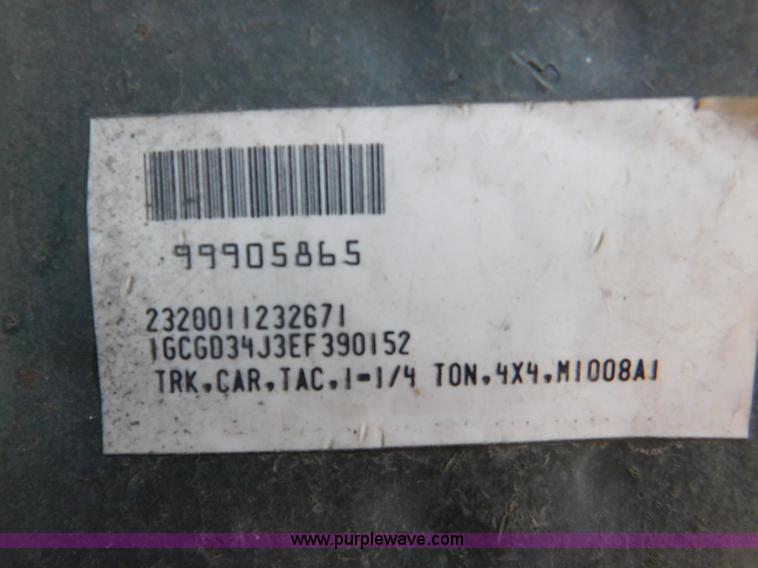 99905865
2320011232671
1GCGD34J3EF390152
TRK,CAR,TAC,1-1/4 TON,4X4,M1008A1
www.purplewave.com